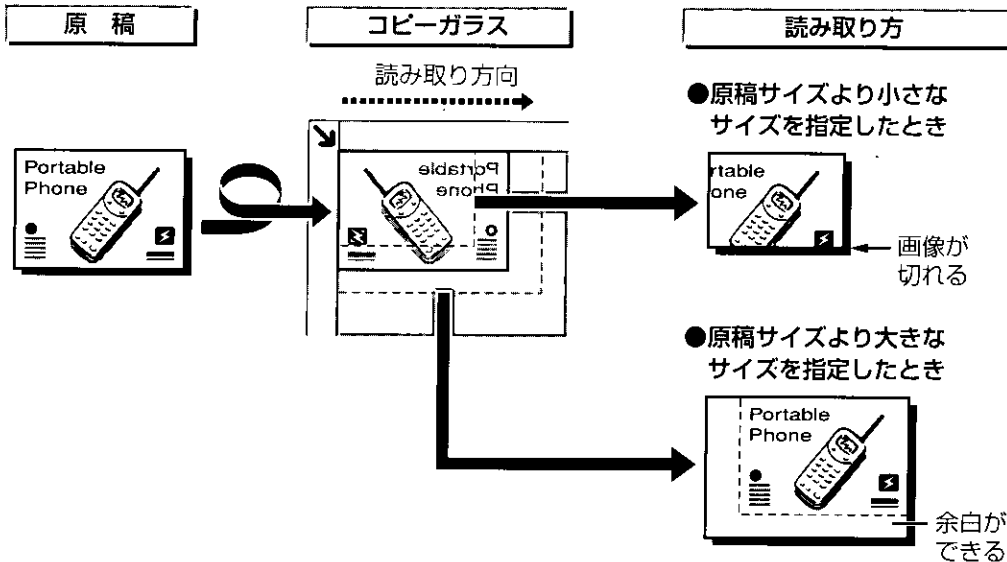 原 稿
コピーガラス
読み取り方
読み取り方向
Portable
Phone
Portable
Phone
●原稿サイズより小さな
サイズを指定したとき
rtable
one
画像が
切れる
●原稿サイズより大きな
サイズを指定したとき
Portable
Phone
余白が
できる